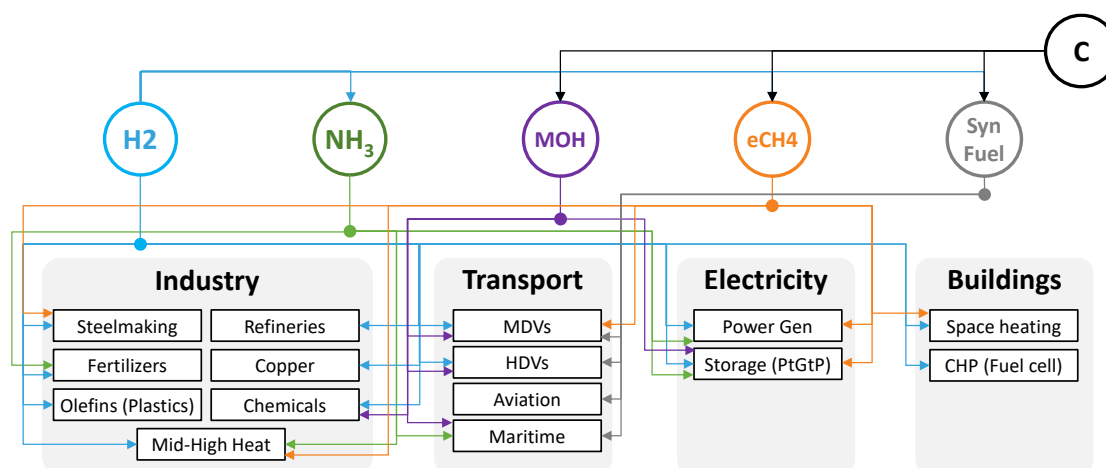 C
H2
NH₃
MOH
eCH4
Syn
Fuel
Industry
Transport
Electricity
Buildings
Steelmaking
Refineries
MDVs
Power Gen
Space heating
Fertilizers
Copper
HDVs
Storage (PtGtP)
CHP (Fuel cell)
Olefins (Plastics)
Chemicals
Aviation
Mid-High Heat
Maritime